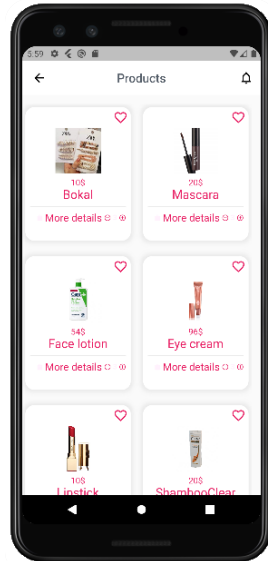 5:59
Products
10$
Bokal
20$
Mascara
More details
More details
54$
Face lotion
96$
Eye cream
More details
More details
10$
Lipstick
20$
ShambooClear